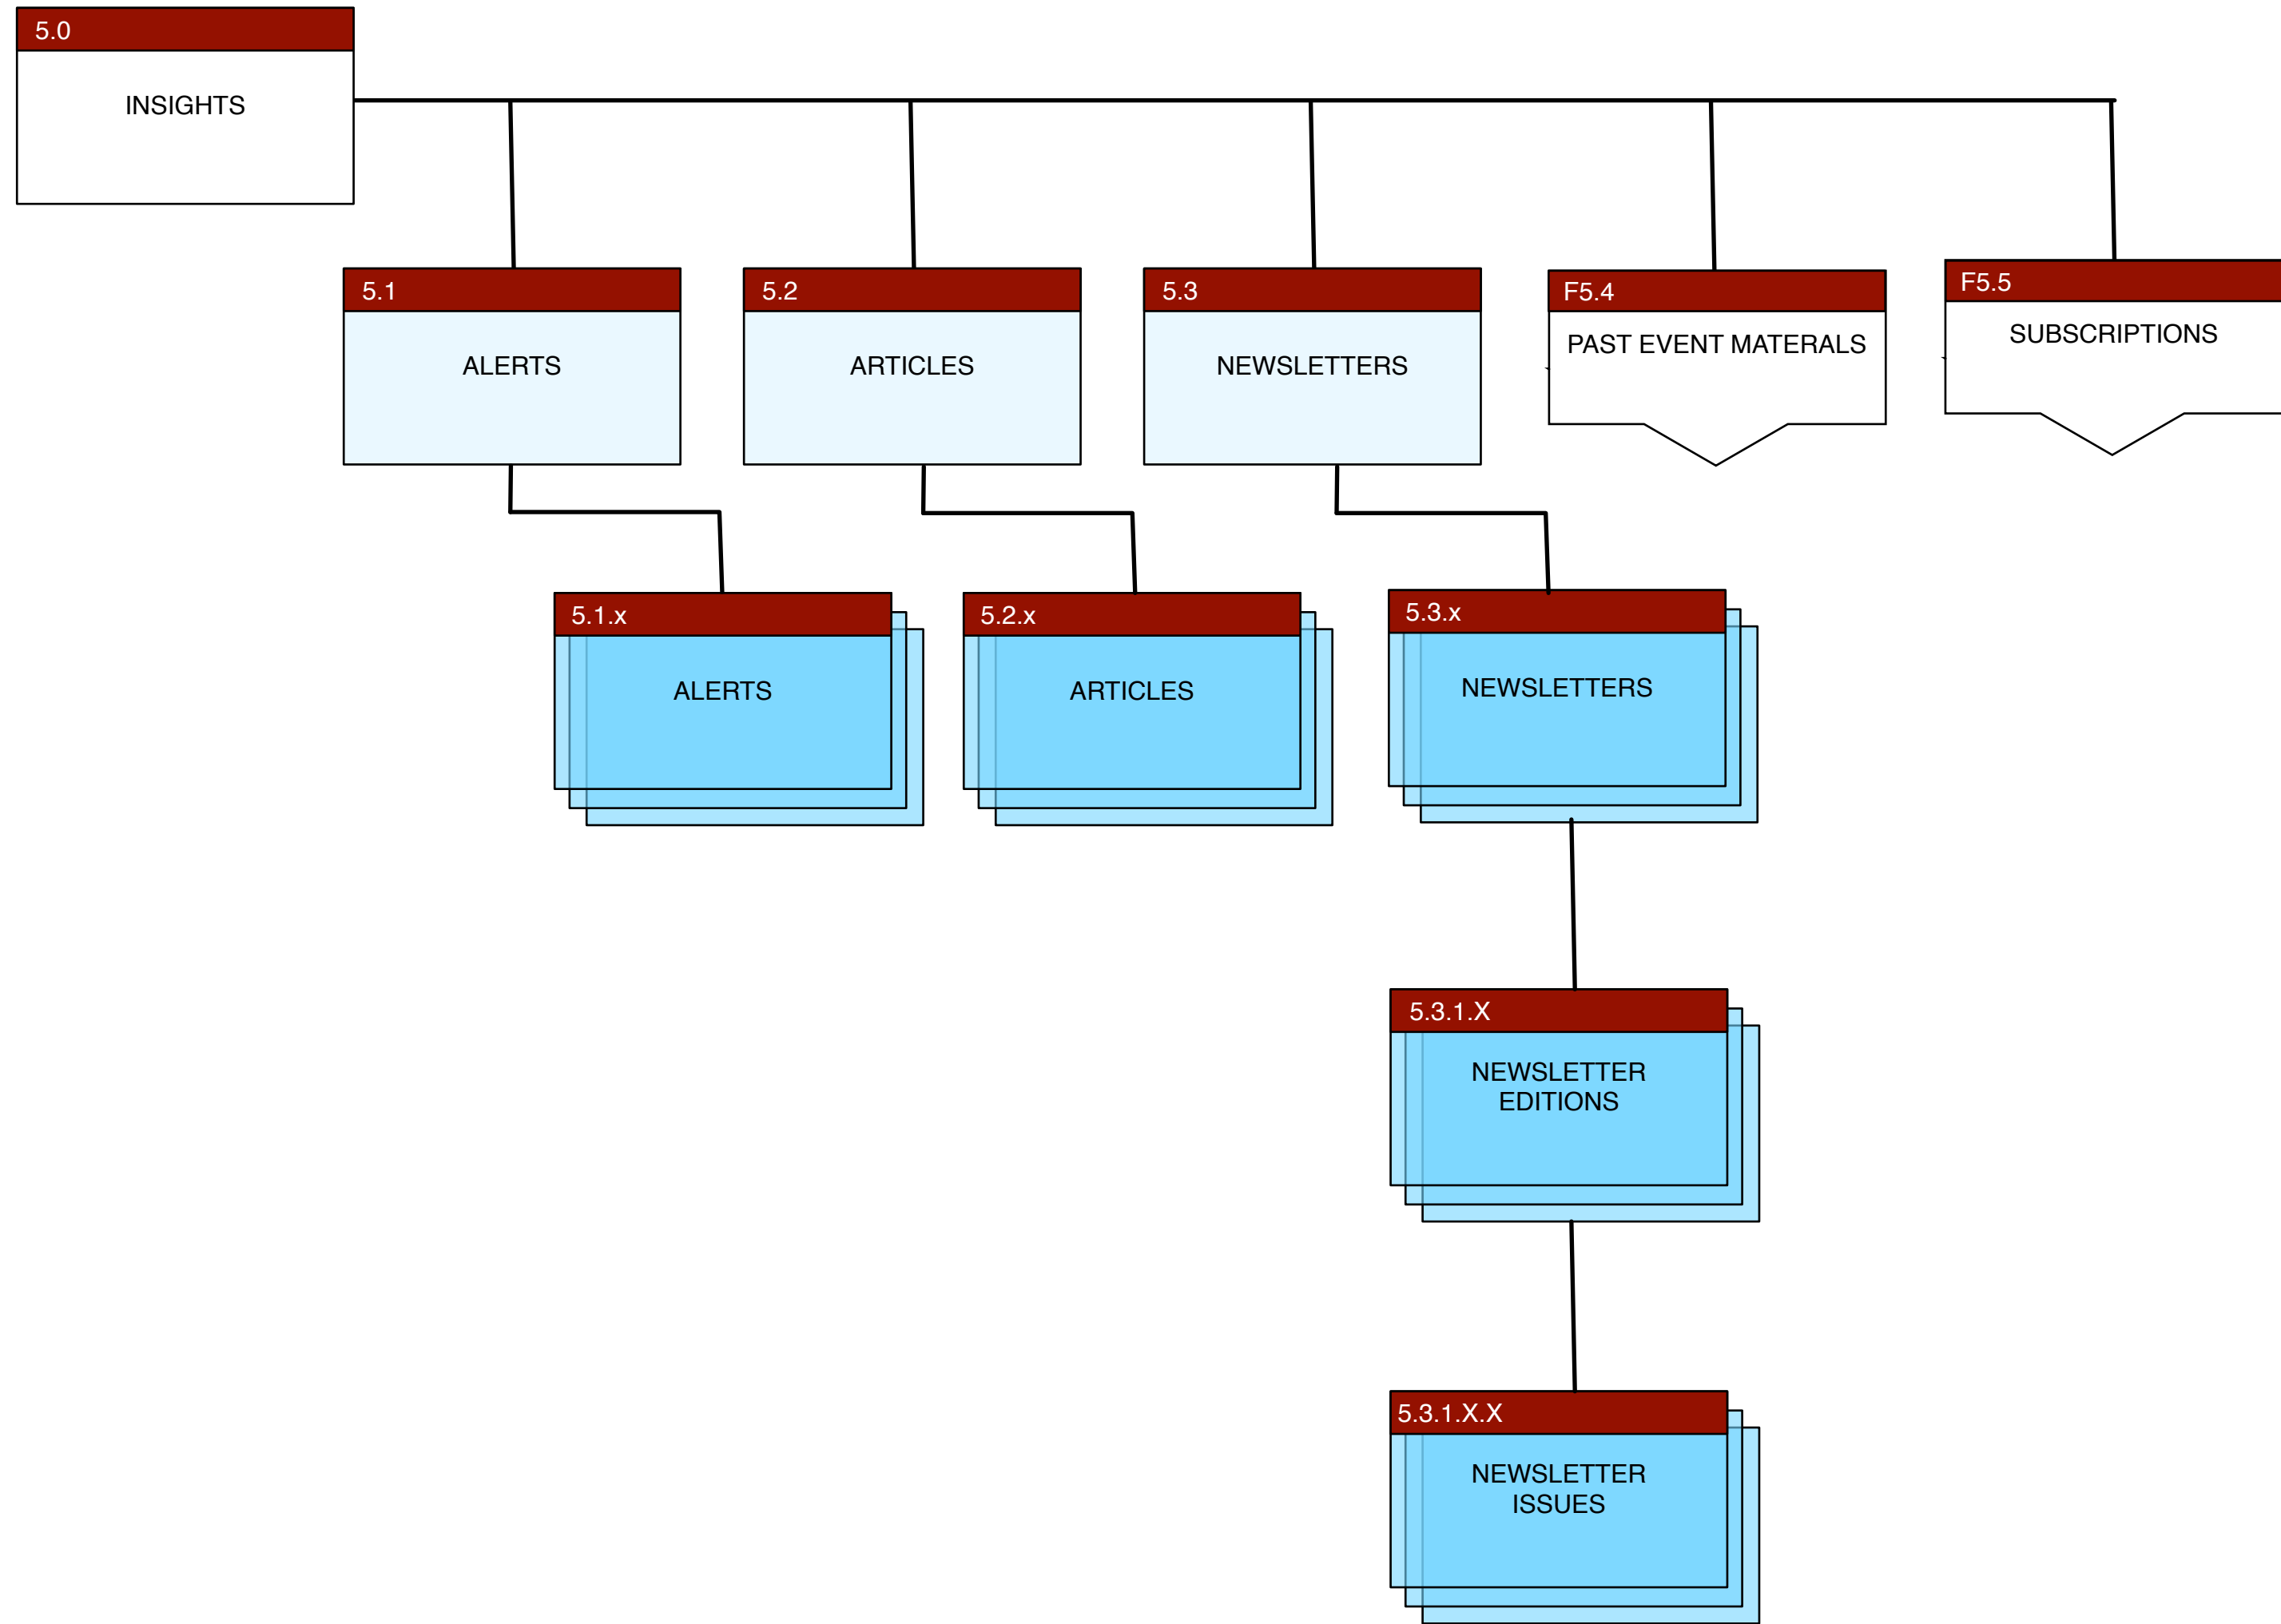 5.0
INSIGHTS
5.1
ALERTS
5.2
ARTICLES
5.3
NEWSLETTERS
F5.4
PAST EVENT MATERALS
F5.5
SUBSCRIPTIONS
5.1.x
ALERTS
5.2.x
ARTICLES
5.3.x
NEWSLETTERS
5.3.1.X
NEWSLETTER
EDITIONS
5.3.1.X.X
NEWSLETTER
ISSUES